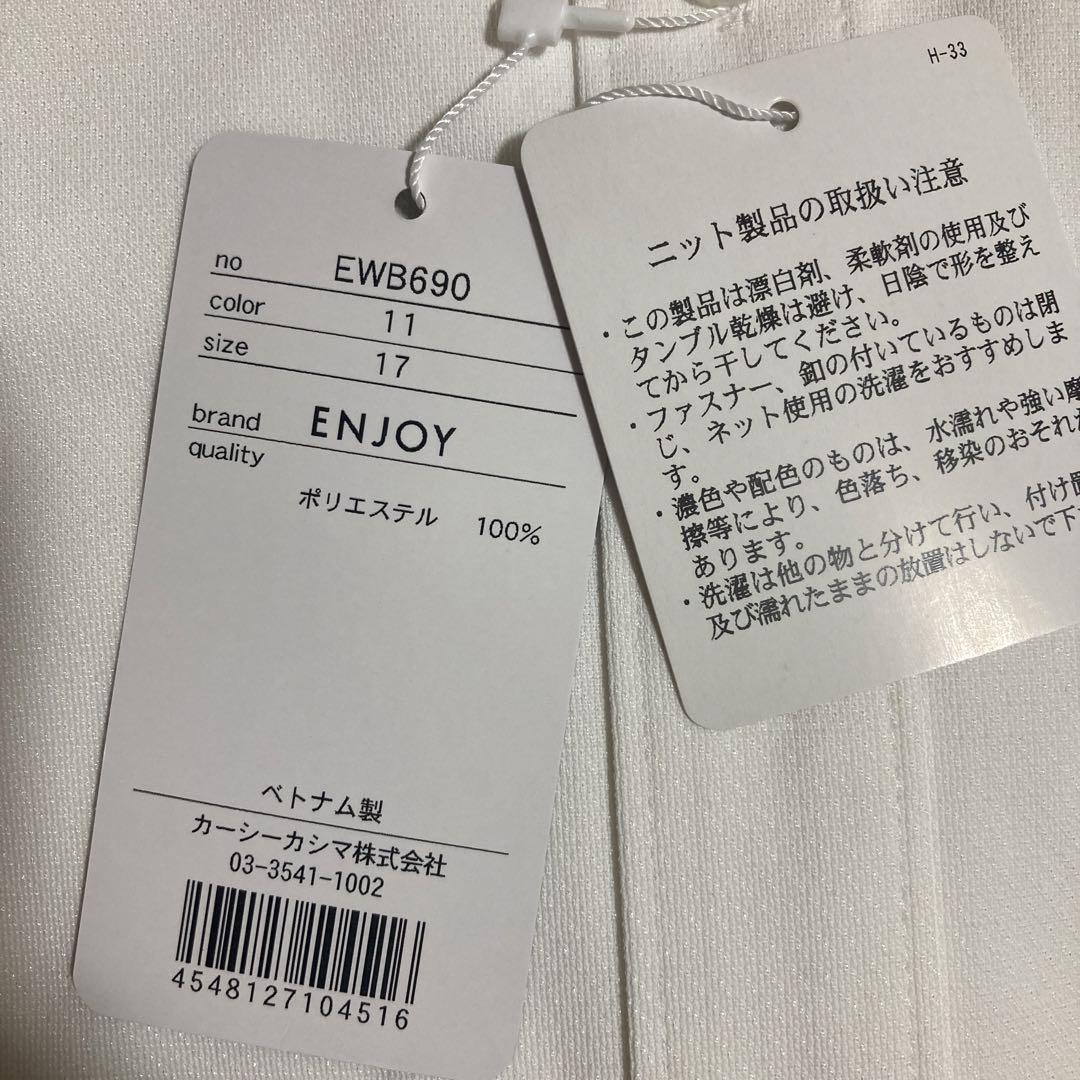 no EWB690
color 11
size 17
brand ENJOY
quality
ポリエステル 100%
ベトナム製
カーシーカシマ株式会社
03-3541-1002
4548127104516
H-33
ニット製品の取扱い注意
・この製品は漂白剤、柔軟剤の使用及び
タンブル乾燥は避け、日陰で形を整え
てから干してください。
・ファスナー、釦の付いているものは閉
じ、ネット使用の洗濯をおすすめしま
す。
・濃色や配色のものは、水濡れや強い摩
擦等により、色落ち、移染のおそれ
あります。
・洗濯は他の物と分けて行い、付け置
及び濡れたままの放置はしないで下